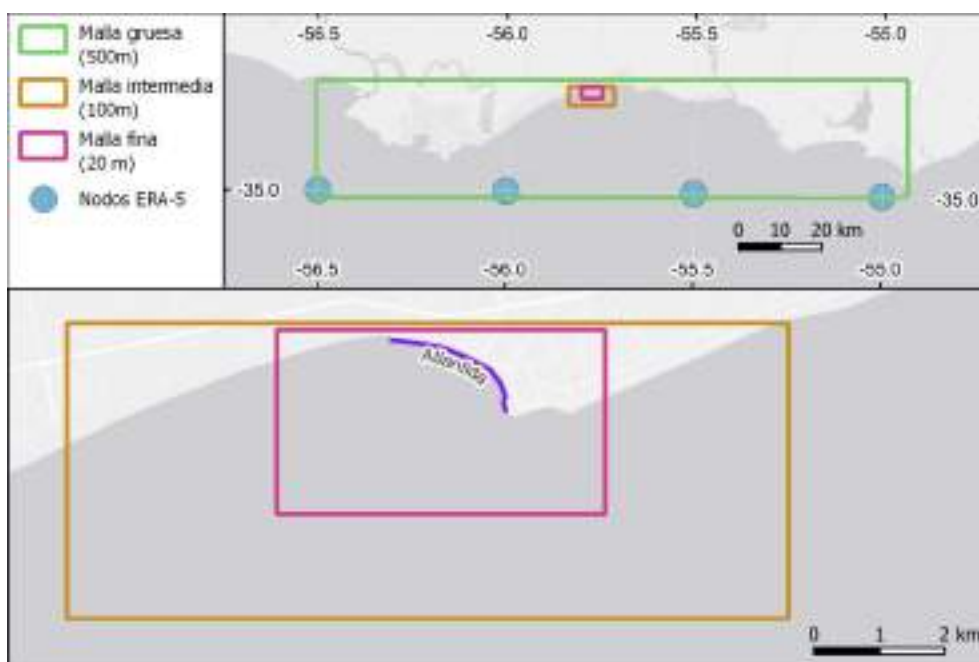 Malla gruesa
(500m)
Malla intermedia
(100m)
Malla fina
(20 m)
Nodos ERA-5
-56.5 -56.0 -55.5 -55.0
-35.0 -35.0
0 10 20 km
-56.5 -56.0 -55.5 -55.0
Atlántida
0 1 2 km